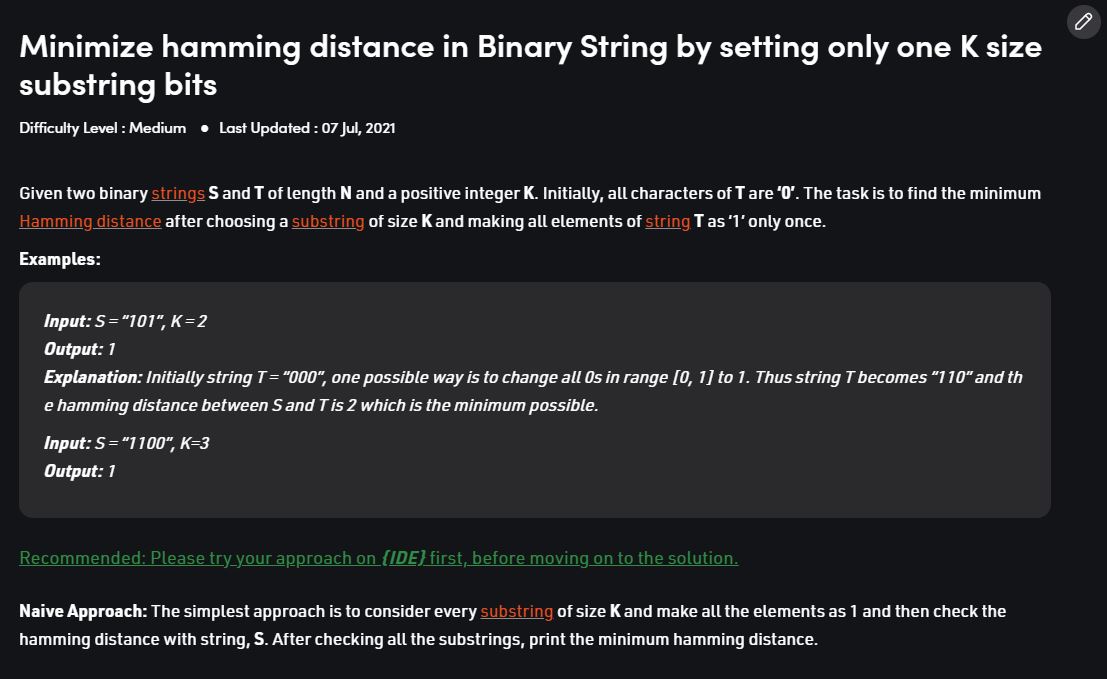 Minimize hamming distance in Binary String by setting only one K size
substring bits
Difficulty Level : Medium ● Last Updated : 07 Jul, 2021
Given two binary strings S and T of length N and a positive integer K. Initially, all characters of T are ‘0’. The task is to find the minimum
Hamming distance after choosing a substring of size K and making all elements of string T as ‘1’ only once.
Examples:
Input: S = “101”, K = 2
Output: 1
Explanation: Initially string T = “000”, one possible way is to change all 0s in range [0, 1] to 1. Thus string T becomes “110” and th
e hamming distance between S and T is 2 which is the minimum possible.
Input: S = “1100”, K=3
Output: 1
Recommended: Please try your approach on {IDE} first, before moving on to the solution.
Naive Approach: The simplest approach is to consider every substring of size K and make all the elements as 1 and then check the
hamming distance with string, S. After checking all the substrings, print the minimum hamming distance.